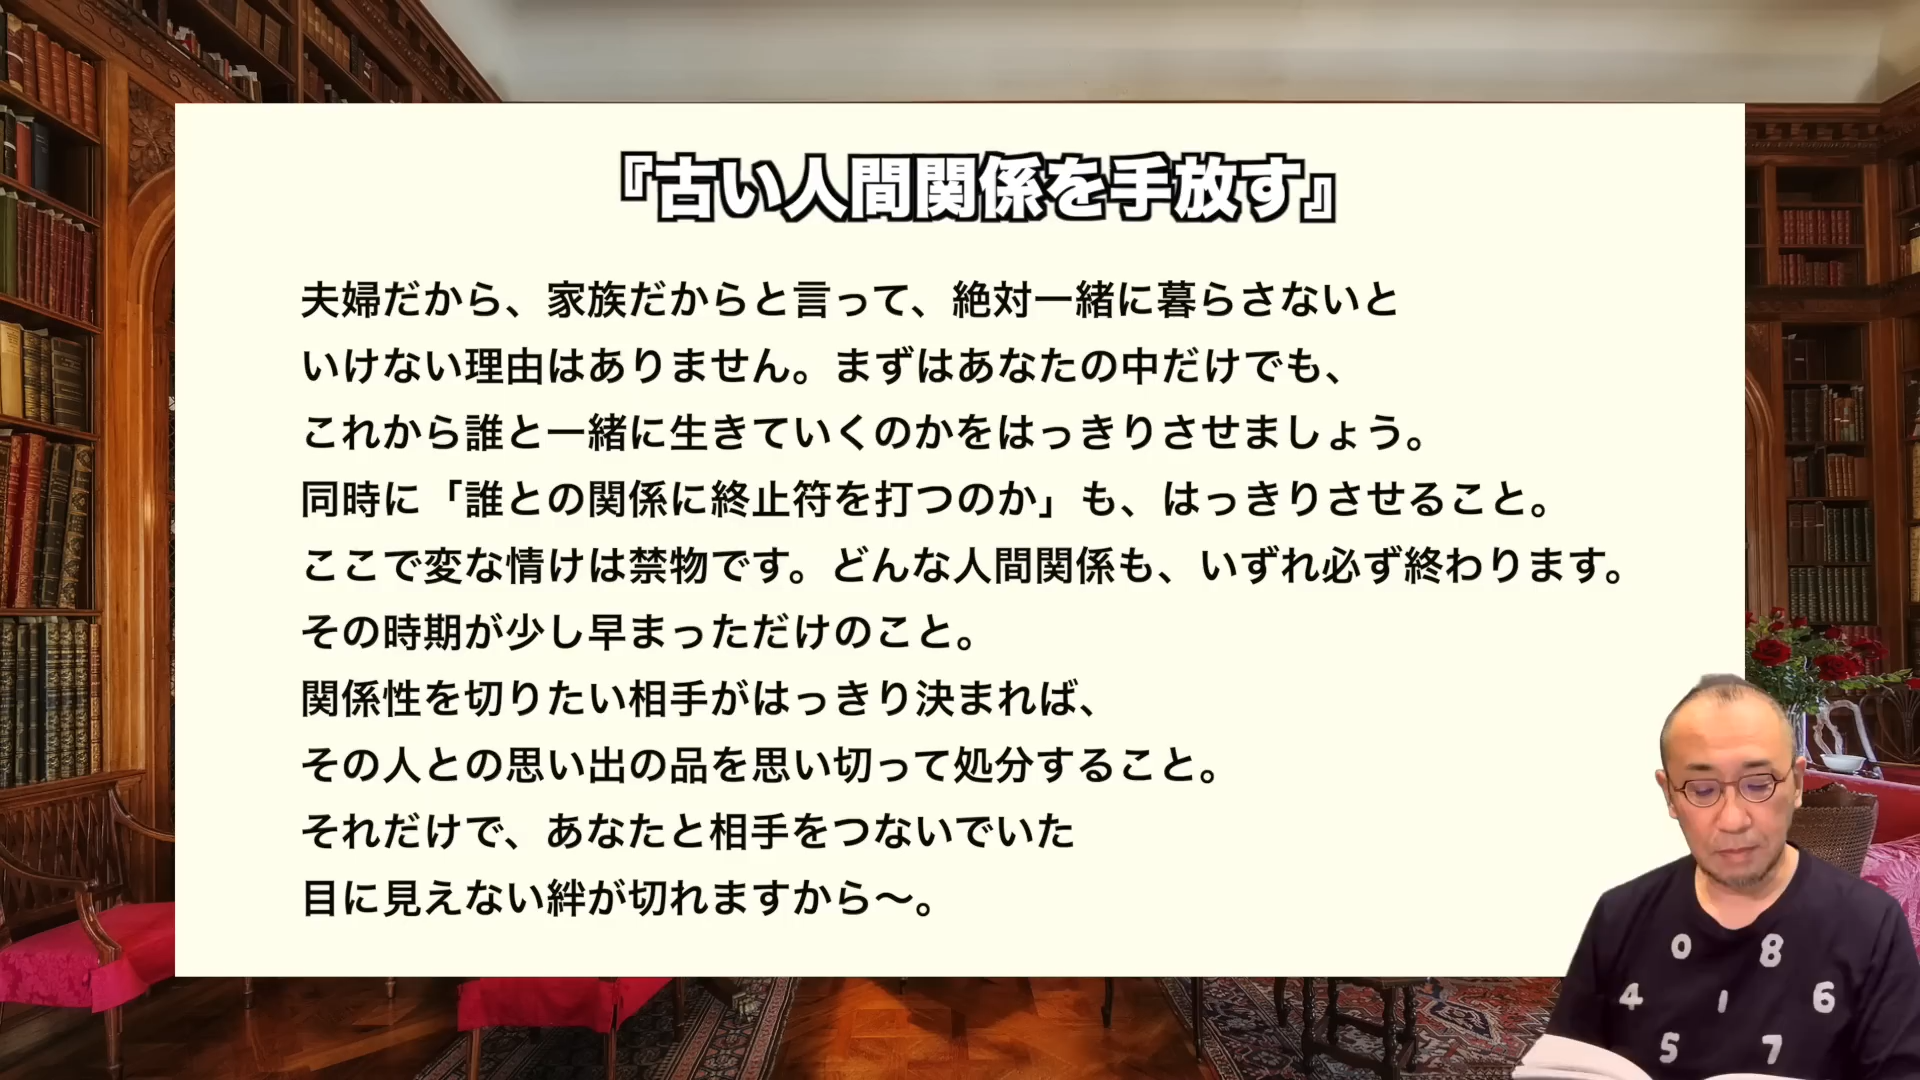 『古い人間関係を手放す』
夫婦だから、家族だからと言って、絶対一緒に暮らさないと
いけない理由はありません。まずはあなたの中だけでも、
これから誰と一緒に生きていくのかをはっきりさせましょう。
同時に「誰との関係に終止符を打つのか」も、はっきりさせること。
ここで変な情けは禁物です。どんな人間関係も、いずれ必ず終わります。
その時期が少し早まっただけのこと。
関係性を切りたい相手がはっきり決まれば、
その人との思い出の品を思い切って処分すること。
それだけで、あなたと相手をつないでいた
目に見えない絆が切れますから〜。
0 8
4 1 6
5 7